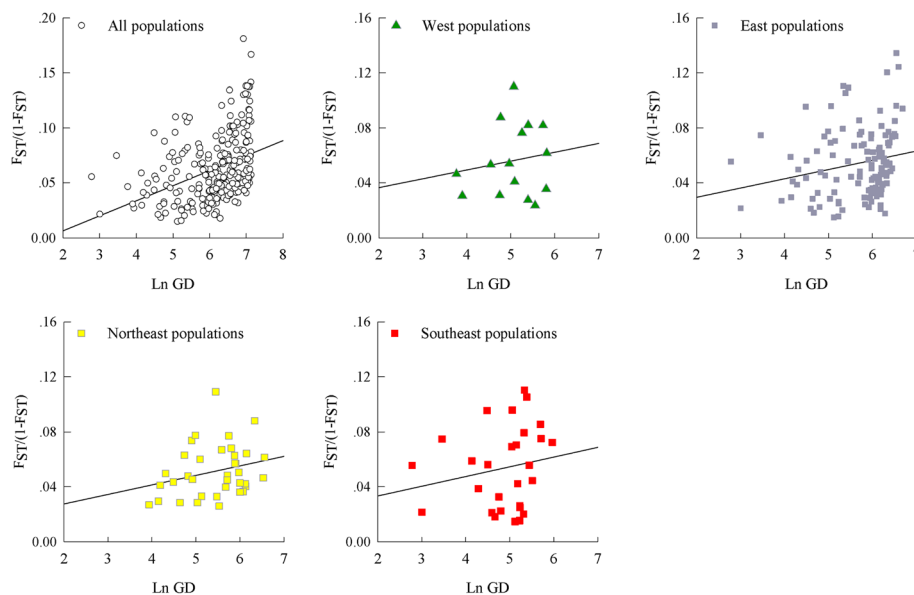 All populations
.20
.15
.10
.05
0.00
2 3 4 5 6 7 8
Ln GD
FST/(1-FST)
West populations
.16
.12
.08
.04
0.00
2 3 4 5 6 7
Ln GD
FST/(1-FST)
East populations
.16
.12
.08
.04
0.00
2 3 4 5 6 7
Ln GD
FST/(1-FST)
Northeast populations
.16
.12
.08
.04
0.00
2 3 4 5 6 7
Ln GD
FST/(1-FST)
Southeast populations
.16
.12
.08
.04
0.00
2 3 4 5 6 7
Ln GD
FST/(1-FST)